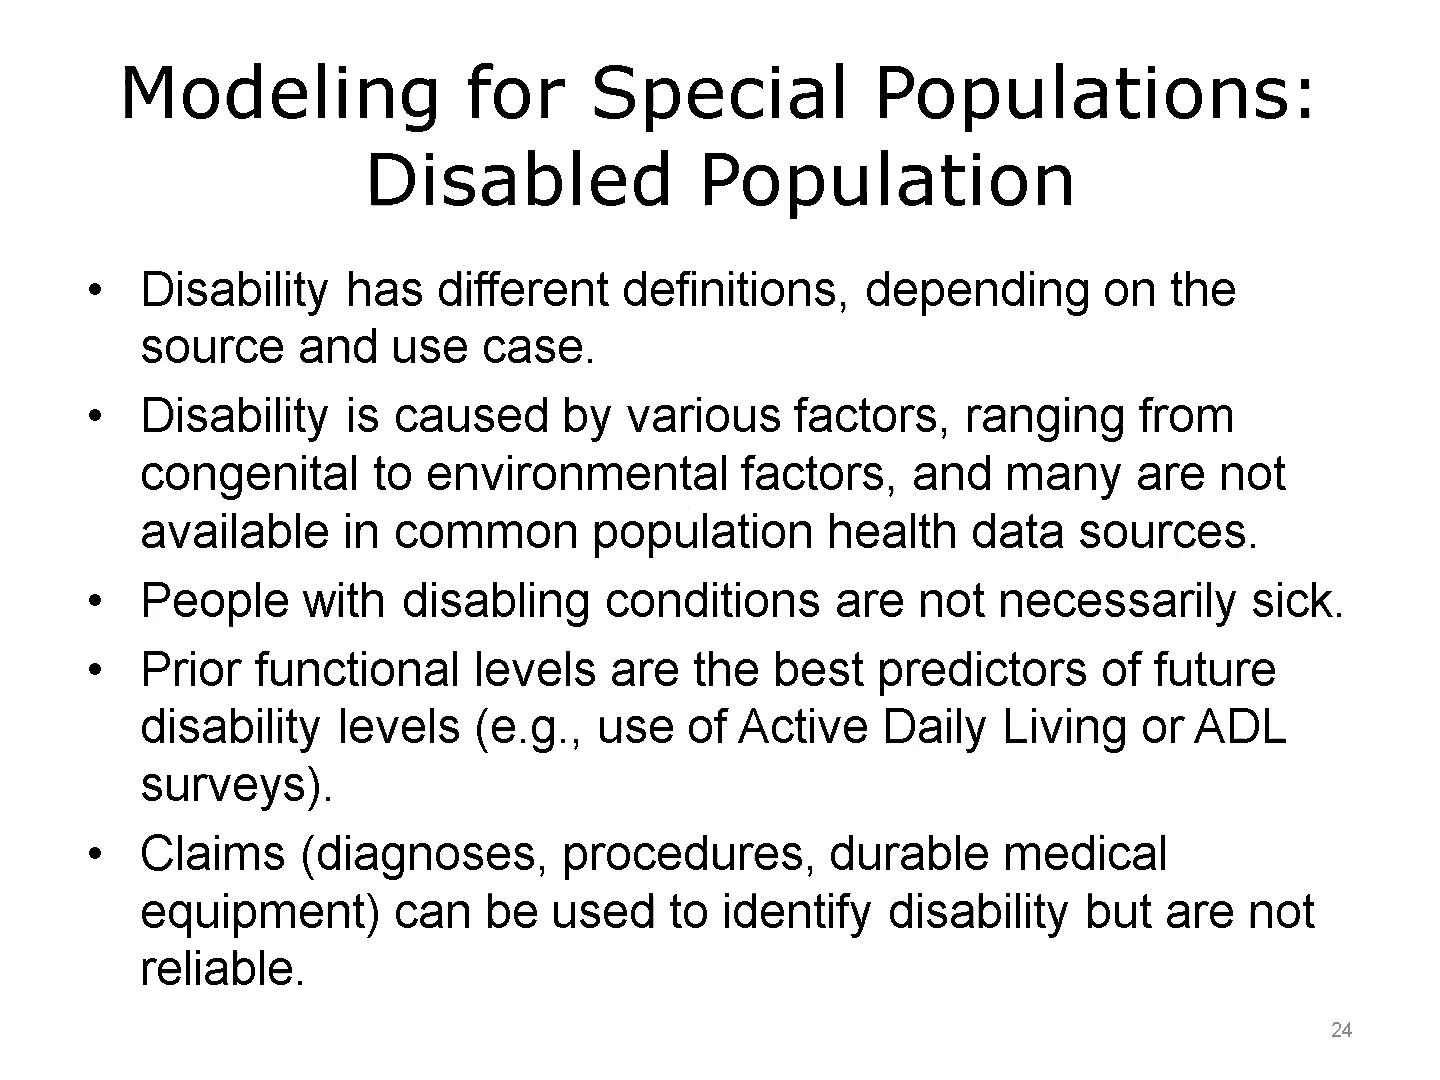 Modeling for Special Populations:
Disabled Population
• Disability has different definitions, depending on the
source and use case.
• Disability is caused by various factors, ranging from
congenital to environmental factors, and many are not
available in common population health data sources.
• People with disabling conditions are not necessarily sick.
• Prior functional levels are the best predictors of future
disability levels (e.g., use of Active Daily Living or ADL
surveys).
• Claims (diagnoses, procedures, durable medical
equipment) can be used to identify disability but are not
reliable.
24